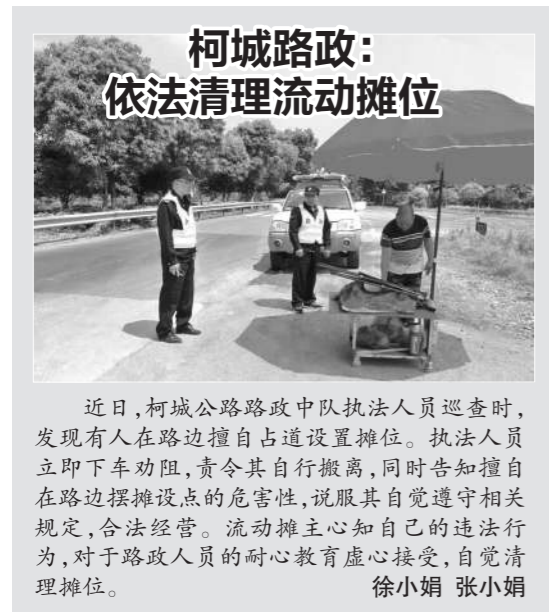 柯城路政：
依法清理流动摊位
近日，柯城公路路政中队执法人员巡查时，
发现有人在路边擅自占道设置摊位。执法人员
立即下车劝阻，责令其自行搬离，同时告知擅自
在路边摆摊设点的危害性，说服其自觉遵守相关
规定，合法经营。流动摊主心知自己的违法行
为，对于路政人员的耐心教育虚心接受，自觉清
理摊位。 徐小娟 张小娟